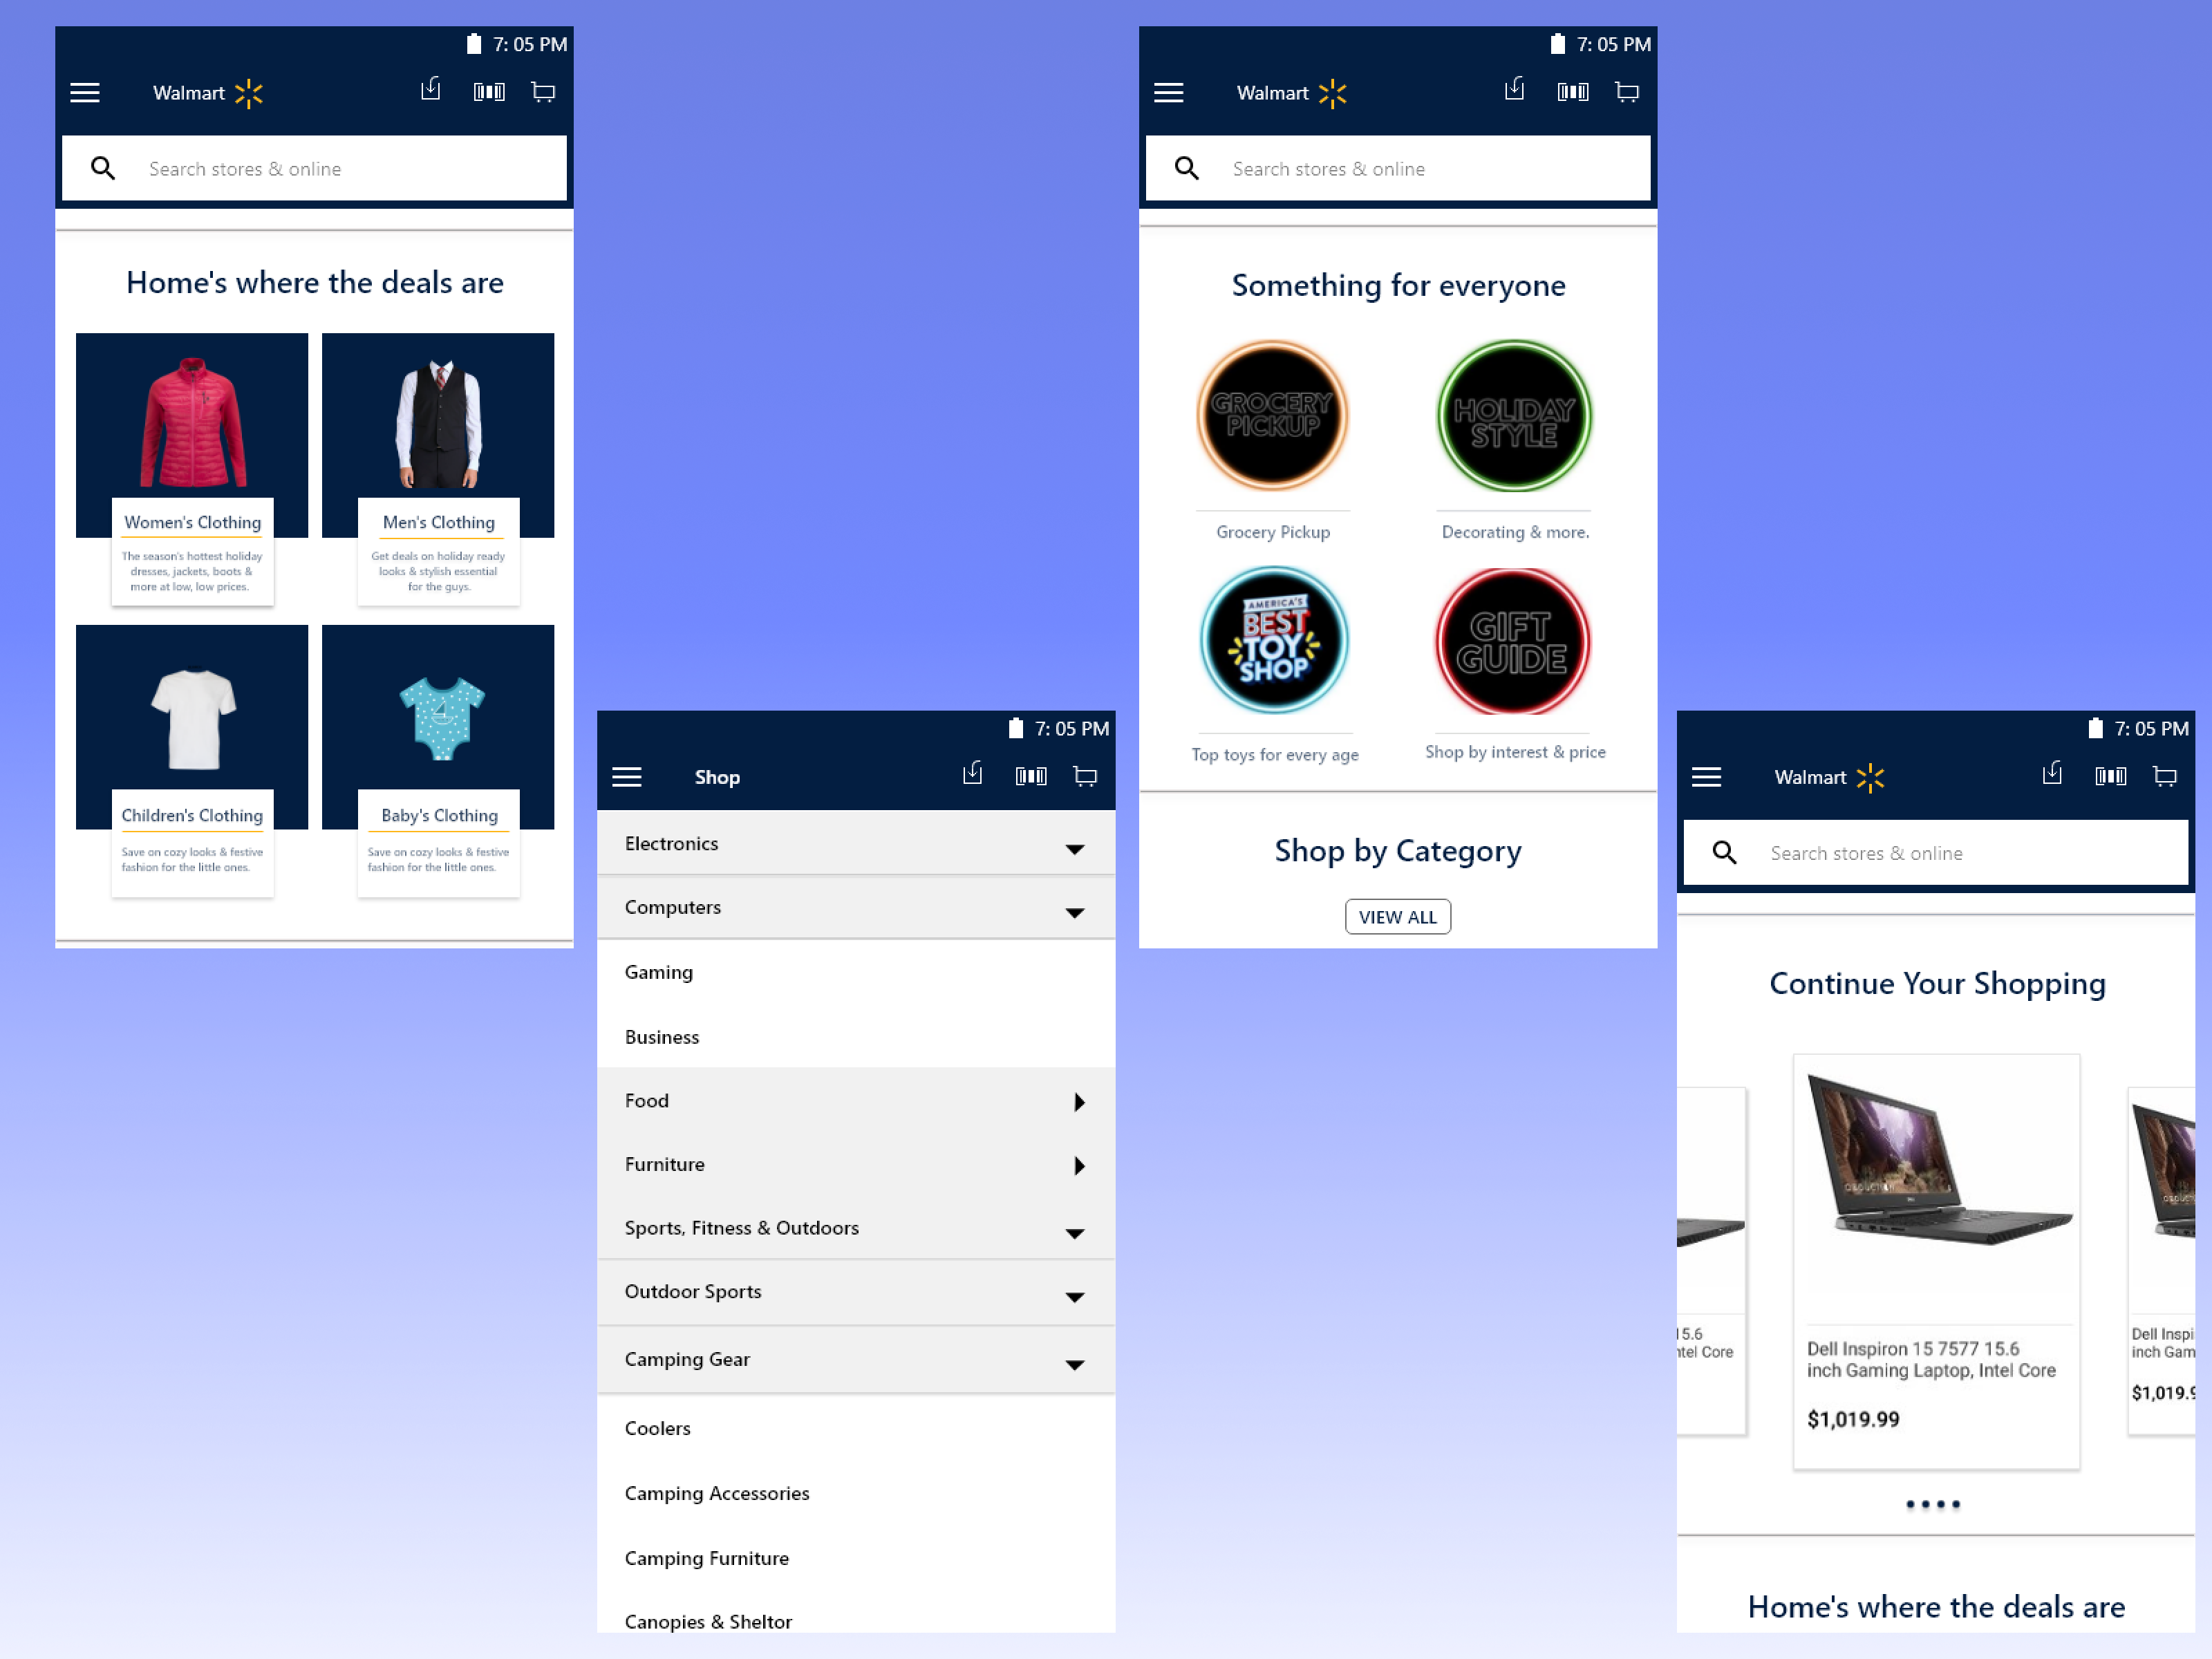 7: 05 PM
Walmart
Search stores & online
Home's where the deals are
Women's Clothing
The season's hottest holiday
dresses, jackets, boots &
more at low, low prices.
Men's Clothing
Get deals on holiday ready
looks & stylish essential
for the guys.
Children's Clothing
Save on cozy looks & festive
fashion for the little ones.
Baby's Clothing
Save on cozy looks & festive
fashion for the little ones.
7: 05 PM
Shop
Electronics
Computers
Gaming
Business
Food
Furniture
Sports, Fitness & Outdoors
Outdoor Sports
Camping Gear
Coolers
Camping Accessories
Camping Furniture
Canopies & Sheltor
7: 05 PM
Walmart
Search stores & online
Something for everyone
GROCERY
PICKUP
Grocery Pickup
HOLIDAY
STYLE
Decorating & more.
AMERICA'S
BEST
TOY
SHOP
Top toys for every age
GIFT
GUIDE
Shop by interest & price
Shop by Category
VIEW ALL
7: 05 PM
Walmart
Search stores & online
Continue Your Shopping
15.6
ntel Core
Dell Inspiron 15 7577 15.6
inch Gaming Laptop, Intel Core
$1,019.99
Dell Inspi
inch Gam
$1,019.9
Home's where the deals are